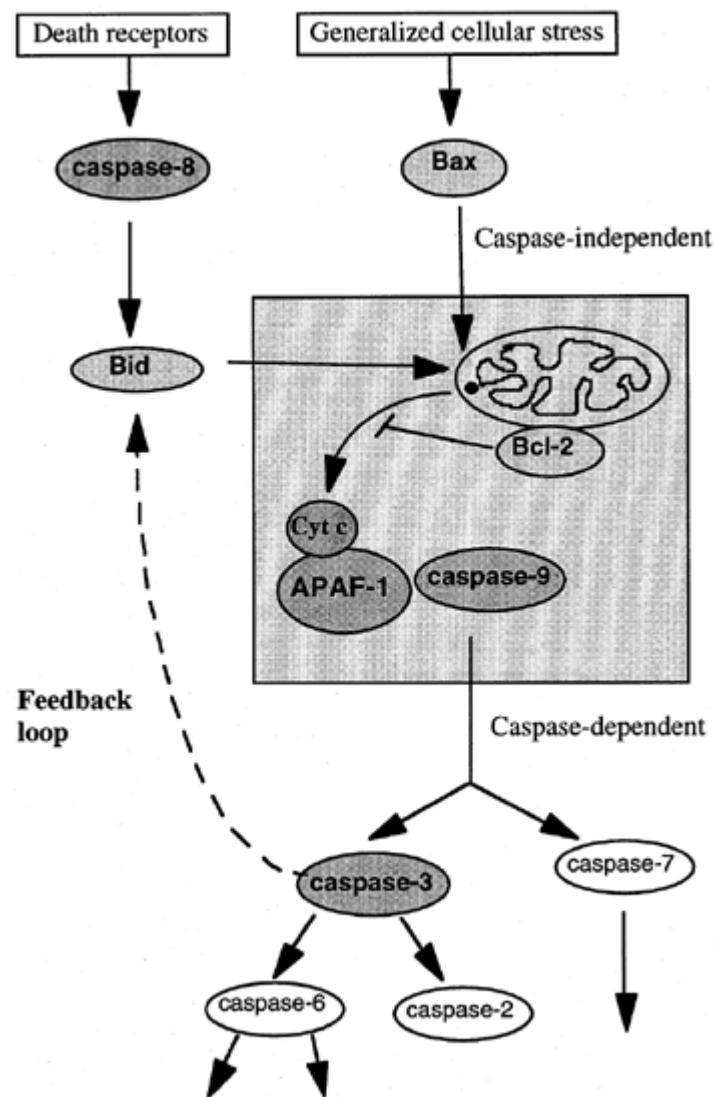 Death receptors
Generalized cellular stress
caspase-8
Bax
Caspase-independent
Bid
Bcl-2
Cyt c
APAF-1
caspase-9
Feedback
loop
Caspase-dependent
caspase-3
caspase-7
caspase-6
caspase-2